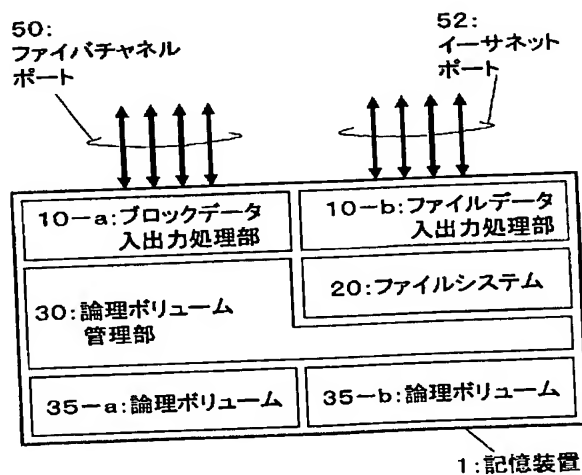 50:
ファイバチャネル
ポート
52:
イーサネット
ポート
10−a:ブロックデータ
入出力処理部
10−b:ファイルデータ
入出力処理部
20:ファイルシステム
30:論理ボリューム
管理部
35−a:論理ボリューム
35−b:論理ボリューム
1:記憶装置